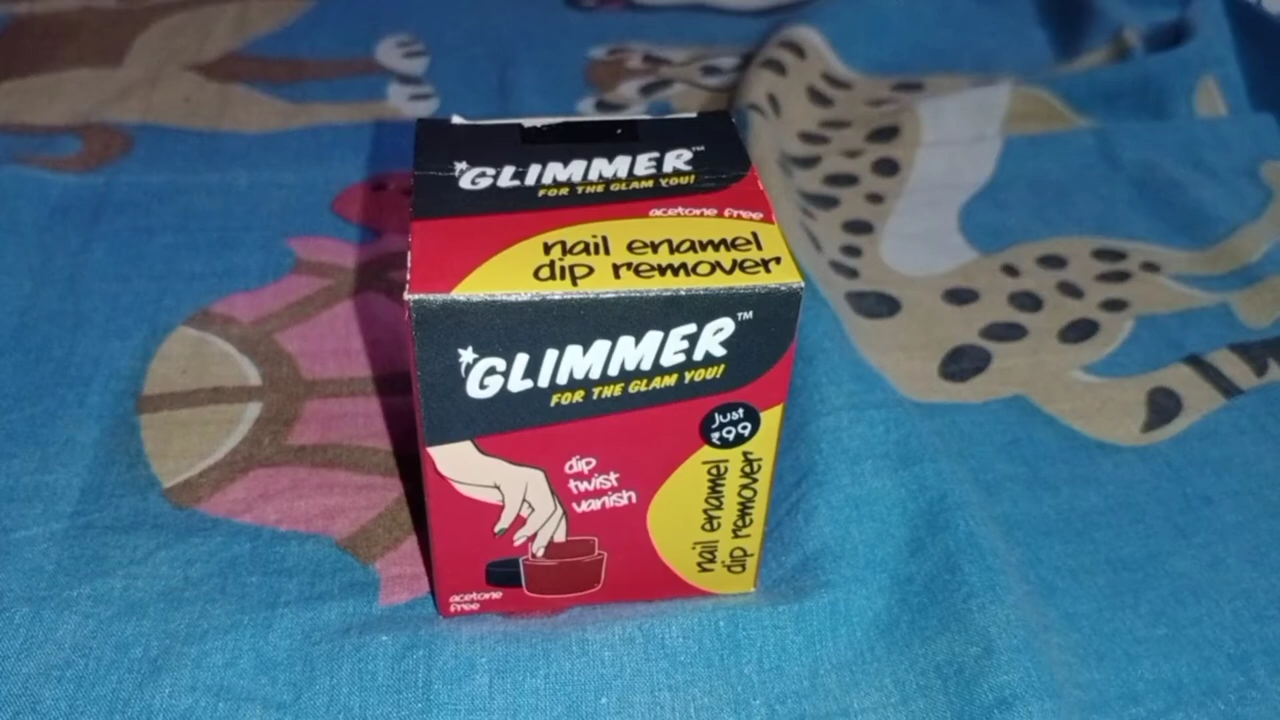 GLIMMER™
FOR THE GLAM YOU!
acetone free
nail enamel
dip remover
GLIMMER™
FOR THE GLAM YOU!
Just
₹99
dip
twist
vanish
nail enamel
dip remover
acetone
free